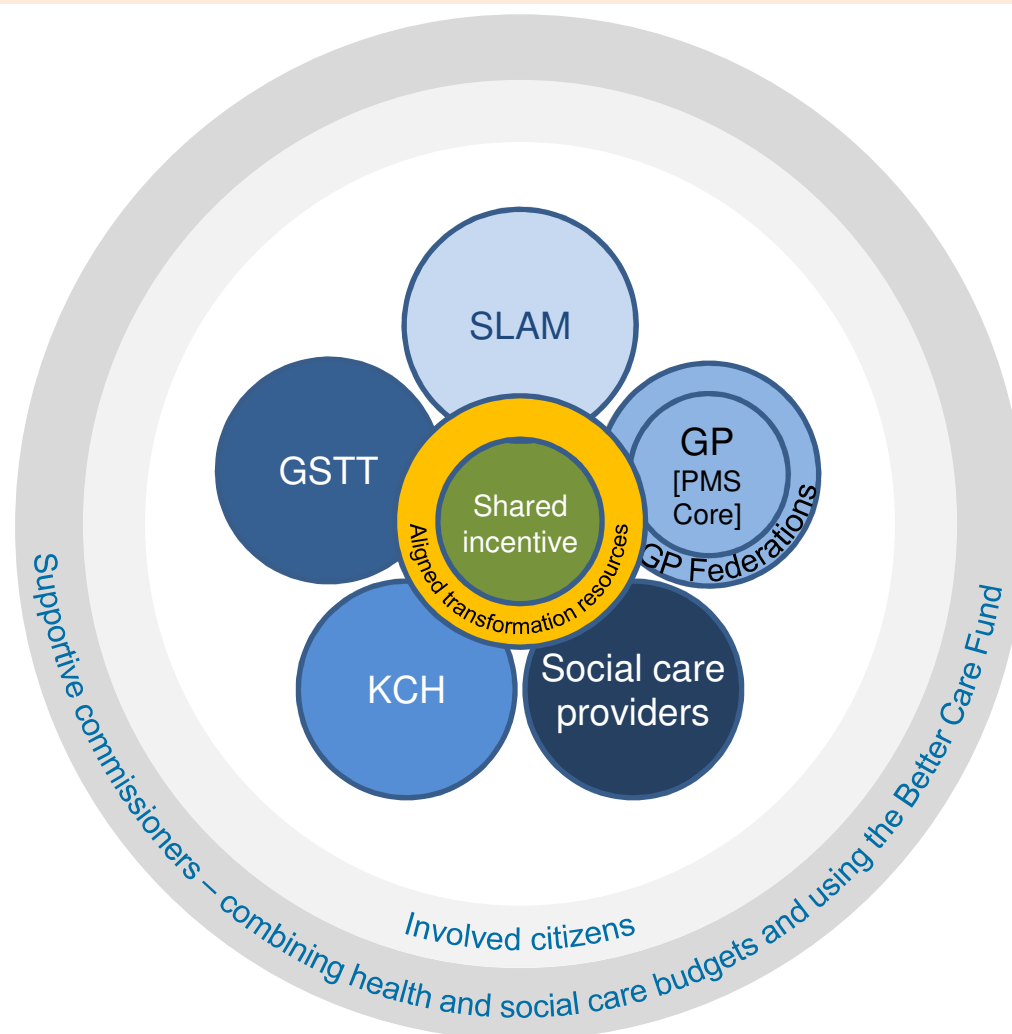 SLAM
GSTT
GP
[PMS
Core]
GP Federations
Shared
incentive
Aligned transformation resources
KCH
Social care
providers
Involved citizens
Supportive commissioners – combining health and social care budgets and using the Better Care Fund